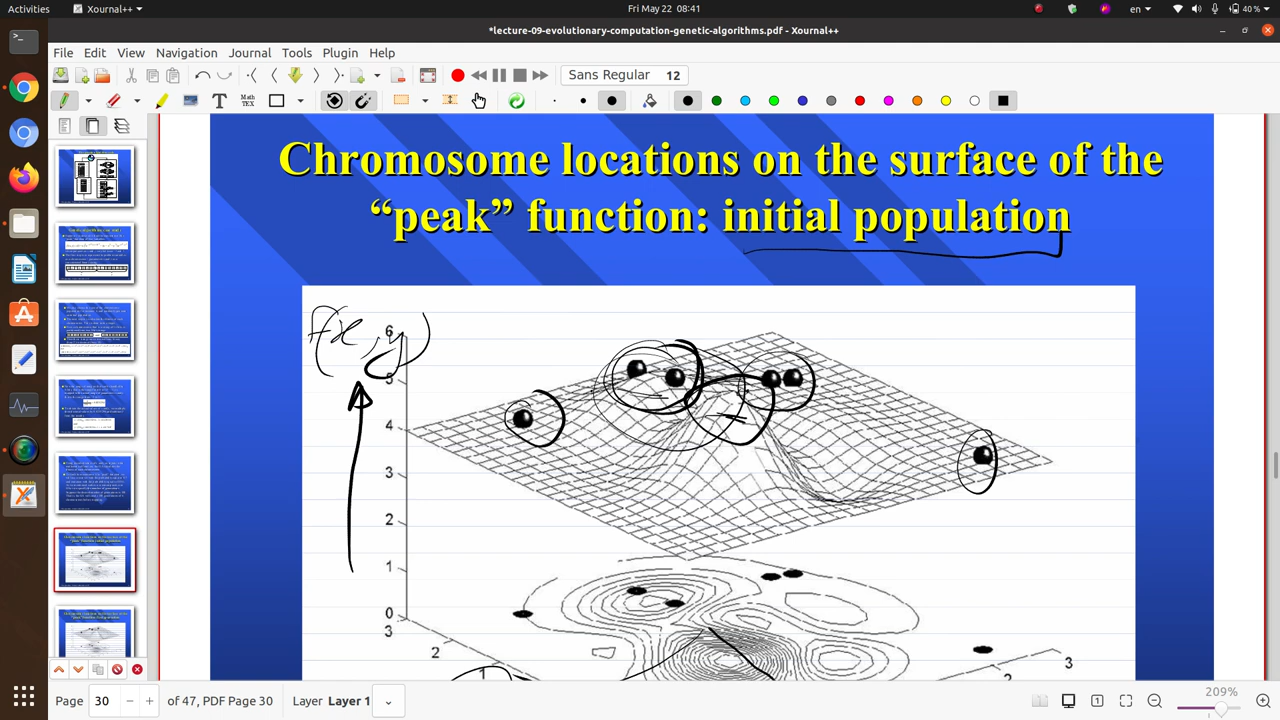 Activities
Xournal++
Fri May 22 08:41
en
40 %
*lecture-09-evolutionary-computation-genetic-algorithms.pdf - Xournal++
File Edit View Navigation Journal Tools Plugin Help
Sans Regular 12
Chromosome locations on the surface of the
“peak” function: initial population
f(x, y)
6
5
4
3
2
1
0
3
2
1
3
2
Page 30 of 47, PDF Page 30
Layer Layer 1
209%